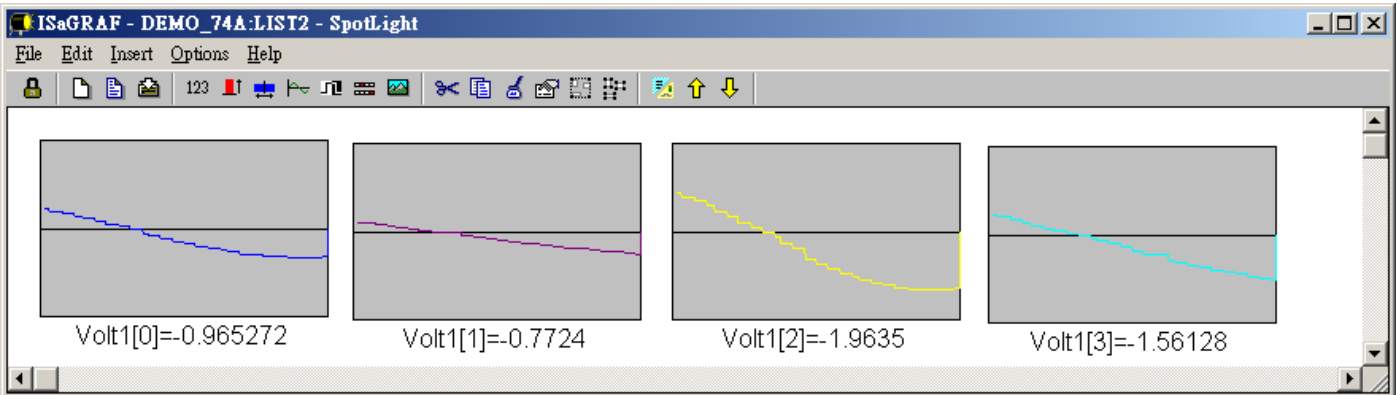 ISaGRAF - DEMO_74A:LIST2 - SpotLight
File Edit Insert Options Help
123
Volt1[0]=-0.965272 Volt1[1]=-0.7724 Volt1[2]=-1.9635 Volt1[3]=-1.56128